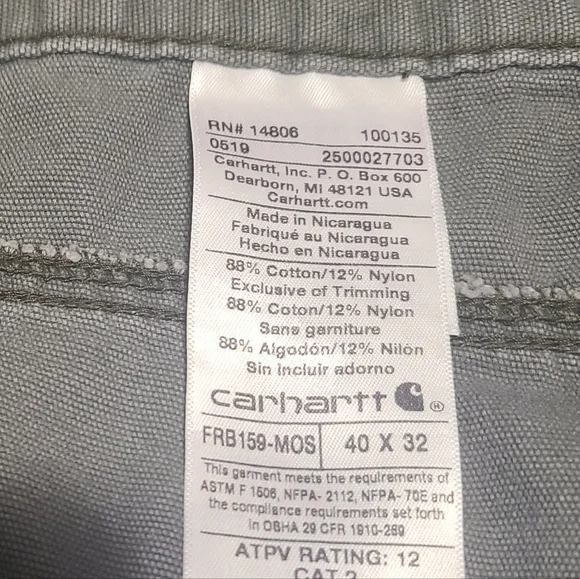 RN# 14806 100135
0519 2500027703
Carhartt, Inc. P. O. Box 600
Dearborn, MI 48121 USA
Carhartt.com
Made in Nicaragua
Fabriqué au Nicaragua
Hecho en Nicaragua
88% Cotton/12% Nylon
Exclusive of Trimming
88% Coton/12% Nylon
Sans garniture
88% Algodón/12% Nilón
Sin incluir adorno
carhartt ®
FRB159-MOS 40 X 32
This garment meets the requirements of
ASTM F 1506, NFPA- 2112, NFPA- 70E and
the compliance requirements set forth
in OSHA 29 CFR 1910-269
ATPV RATING: 12
CAT 2